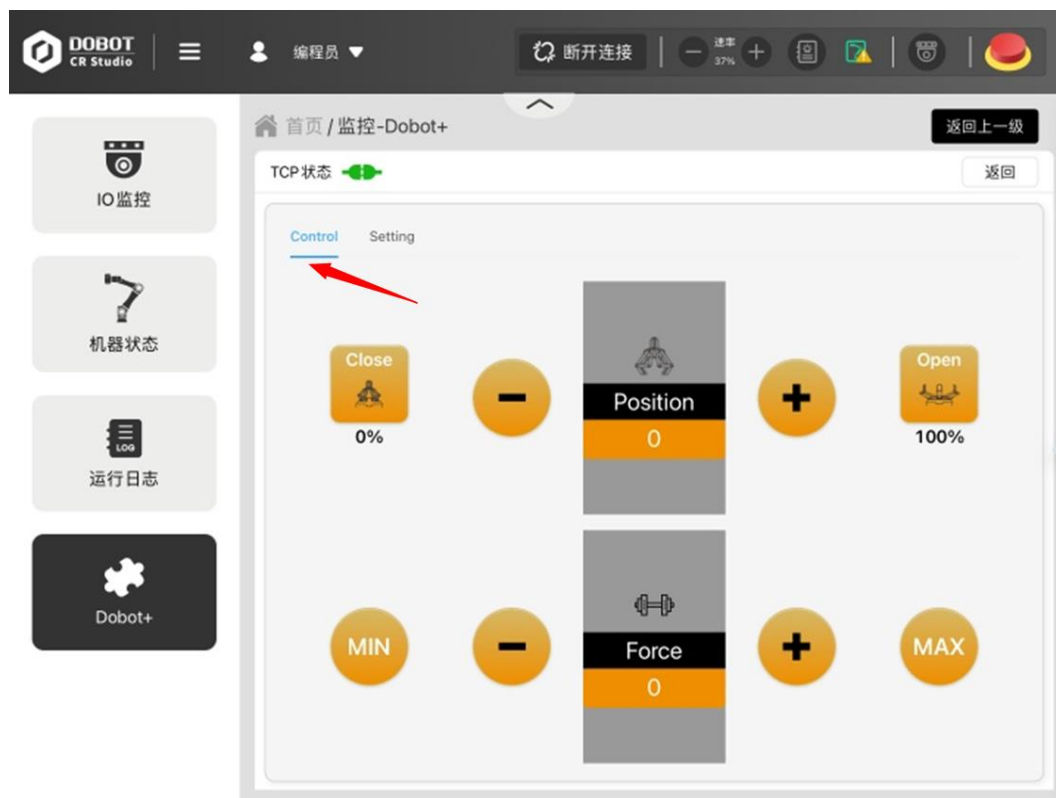 DOBOT
CR Studio
编程员
断开连接
速率
37%
首页 / 监控-Dobot+
返回上一级
IO监控
TCP状态
返回
Control Setting
机器状态
Close
0%
Position
0
Open
100%
LOG
运行日志
Dobot+
MIN
Force
0
MAX